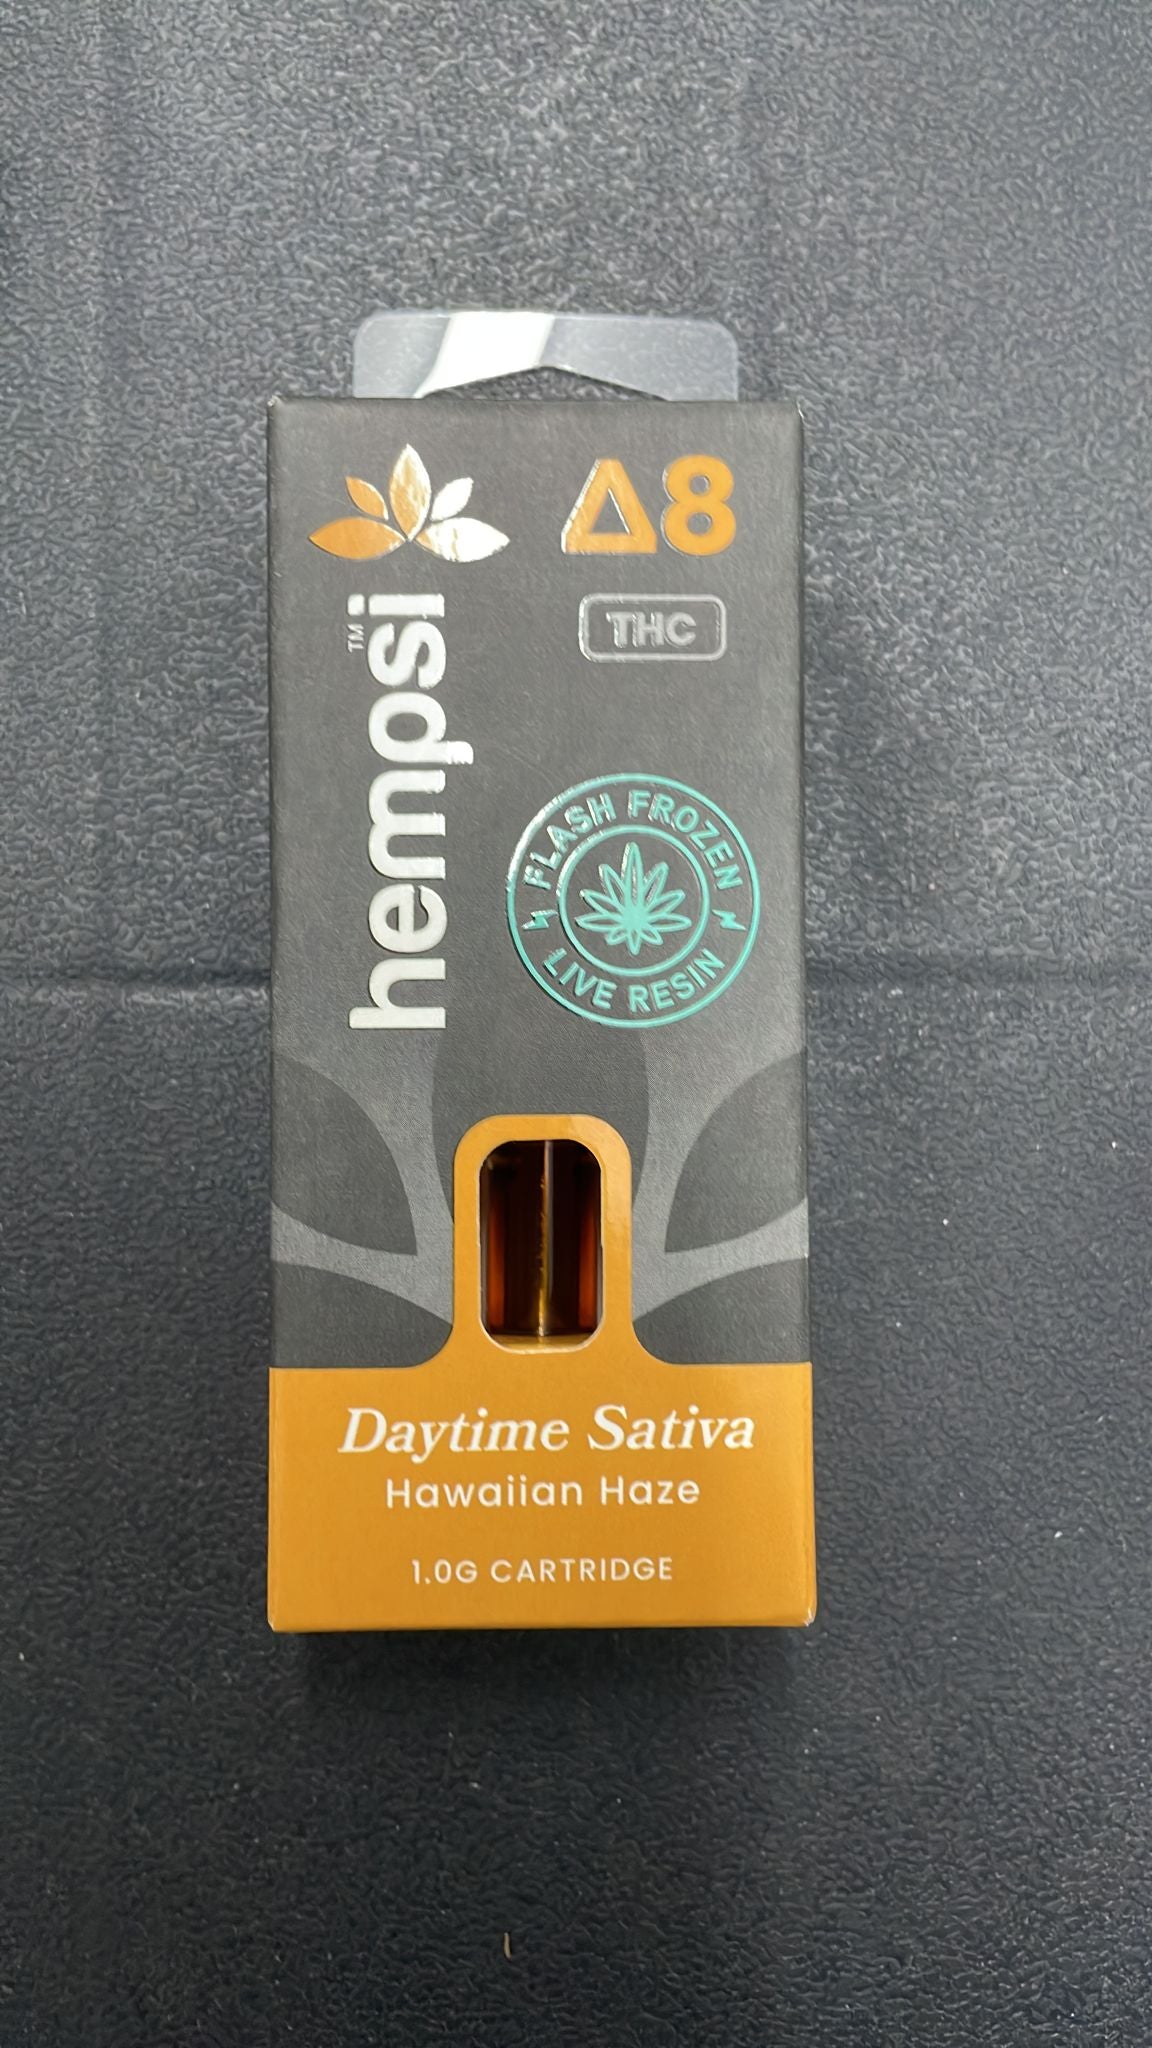 Δ8
THC
hempsi™
FLASH FROZEN
LIVE RESIN
Daytime Sativa
Hawaiian Haze
1.0G CARTRIDGE